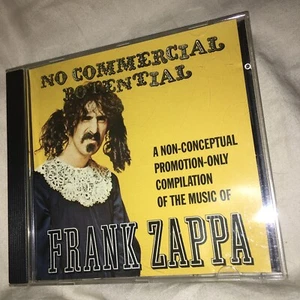 NO COMMERCIAL
POTENTIAL
A NON-CONCEPTUAL
PROMOTION-ONLY
COMPILATION
OF THE MUSIC OF
FRANK ZAPPA